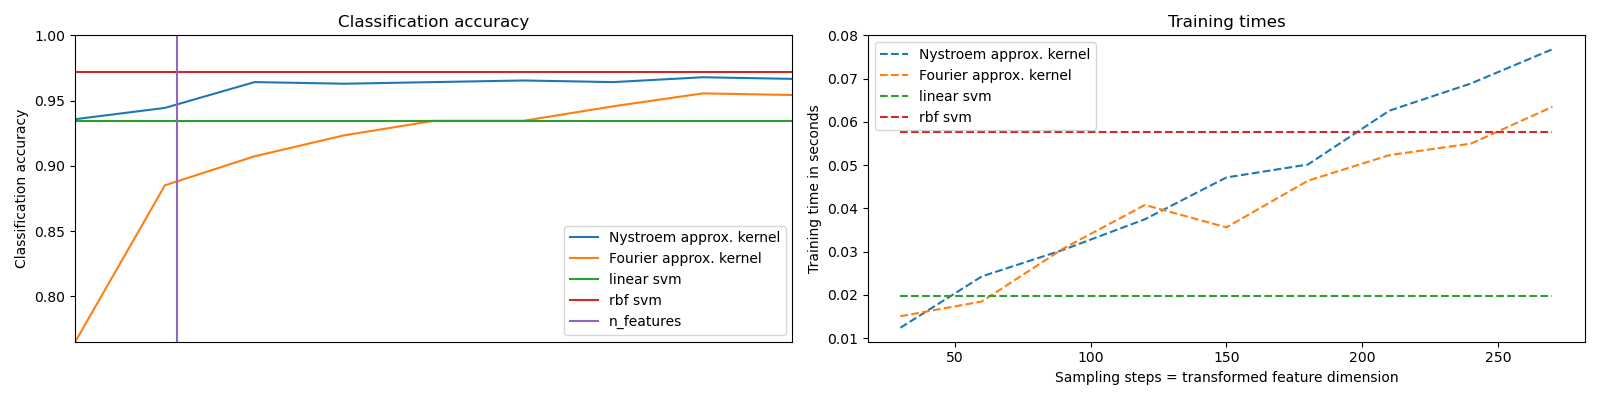 Classification accuracy
Classification accuracy
1.00
0.95
0.90
0.85
0.80
Nystroem approx. kernel
Fourier approx. kernel
linear svm
rbf svm
n_features
Training times
Training time in seconds
0.08
0.07
0.06
0.05
0.04
0.03
0.02
0.01
Nystroem approx. kernel
Fourier approx. kernel
linear svm
rbf svm
50 100 150 200 250
Sampling steps = transformed feature dimension